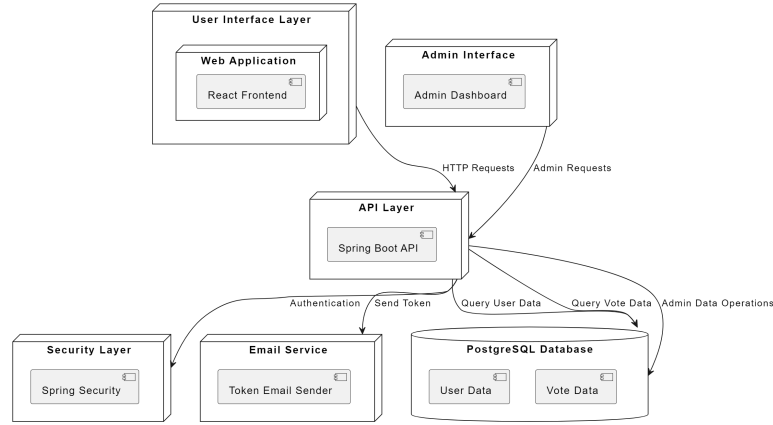 User Interface Layer
Web Application
React Frontend
Admin Interface
Admin Dashboard
HTTP Requests
Admin Requests
API Layer
Spring Boot API
Authentication
Send Token
Query User Data
Query Vote Data
Admin Data Operations
Security Layer
Spring Security
Email Service
Token Email Sender
PostgreSQL Database
User Data
Vote Data